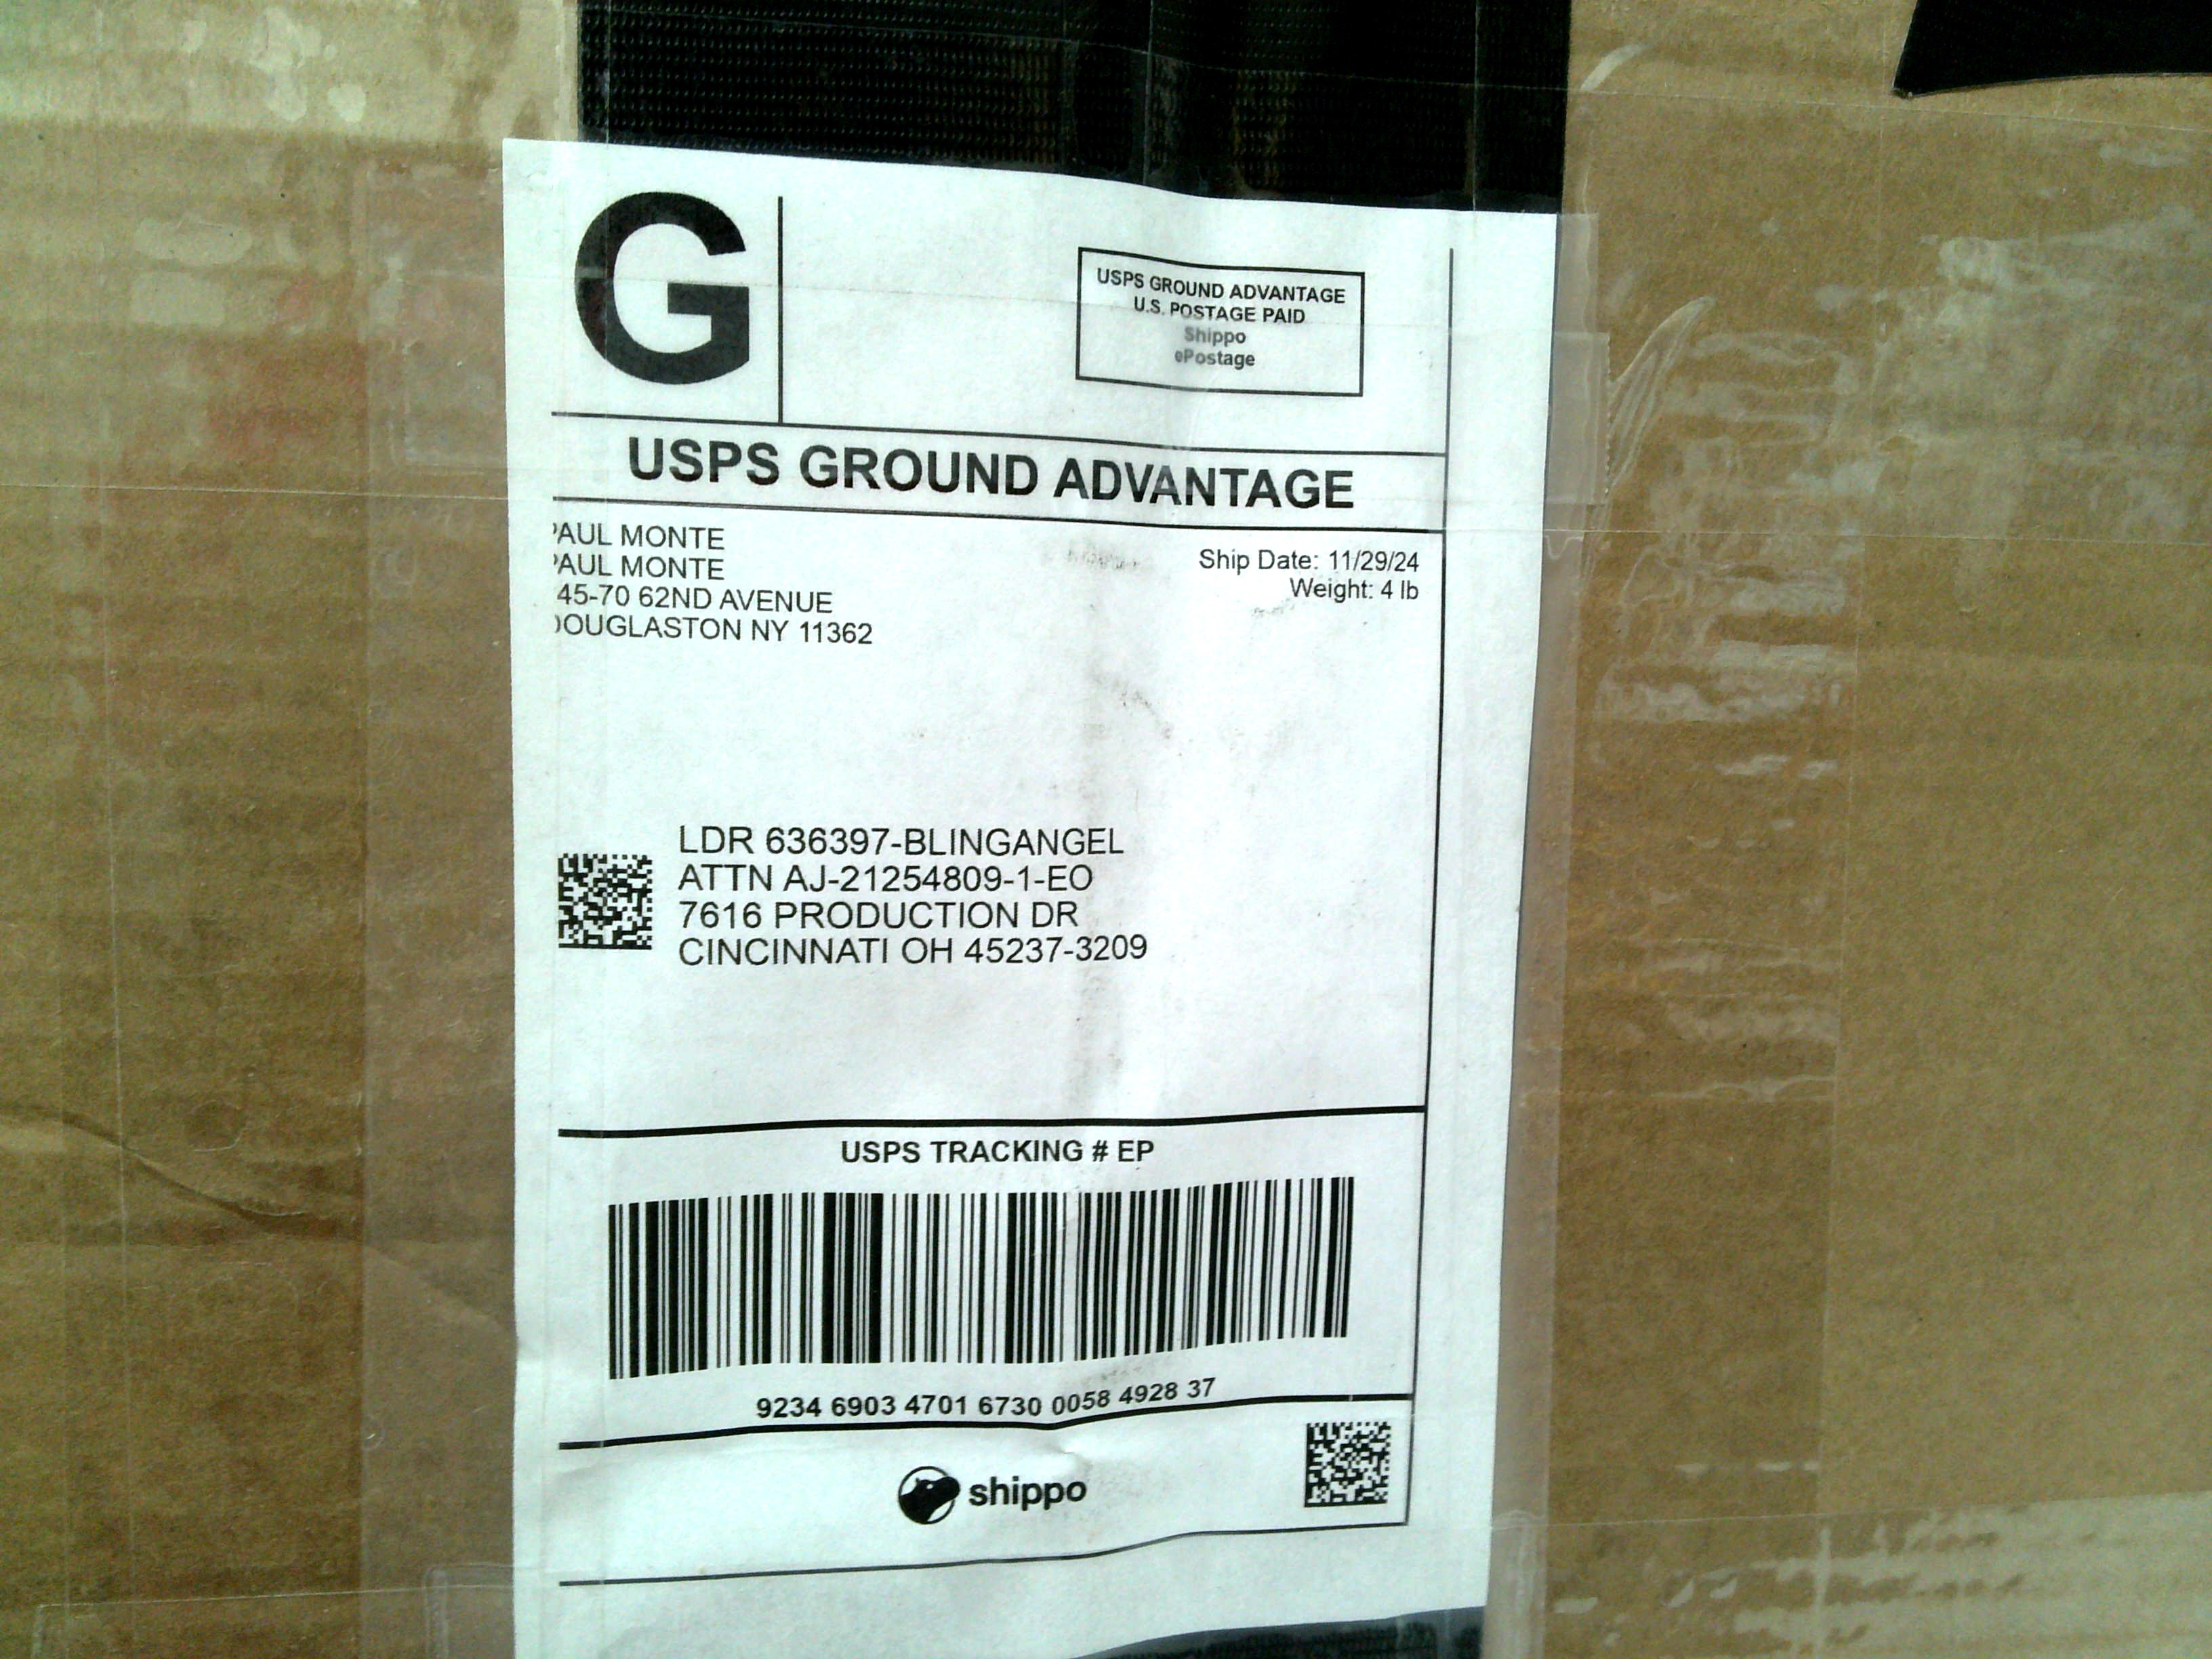 G
USPS GROUND ADVANTAGE
U.S. POSTAGE PAID
Shippo
ePostage
USPS GROUND ADVANTAGE
PAUL MONTE
PAUL MONTE
45-70 62ND AVENUE
DOUGLASTON NY 11362
Ship Date: 11/29/24
Weight: 4 lb
LDR 636397-BLINGANGEL
ATTN AJ-21254809-1-EO
7616 PRODUCTION DR
CINCINNATI OH 45237-3209
USPS TRACKING # EP
9234 6903 4701 6730 0058 4928 37
shippo